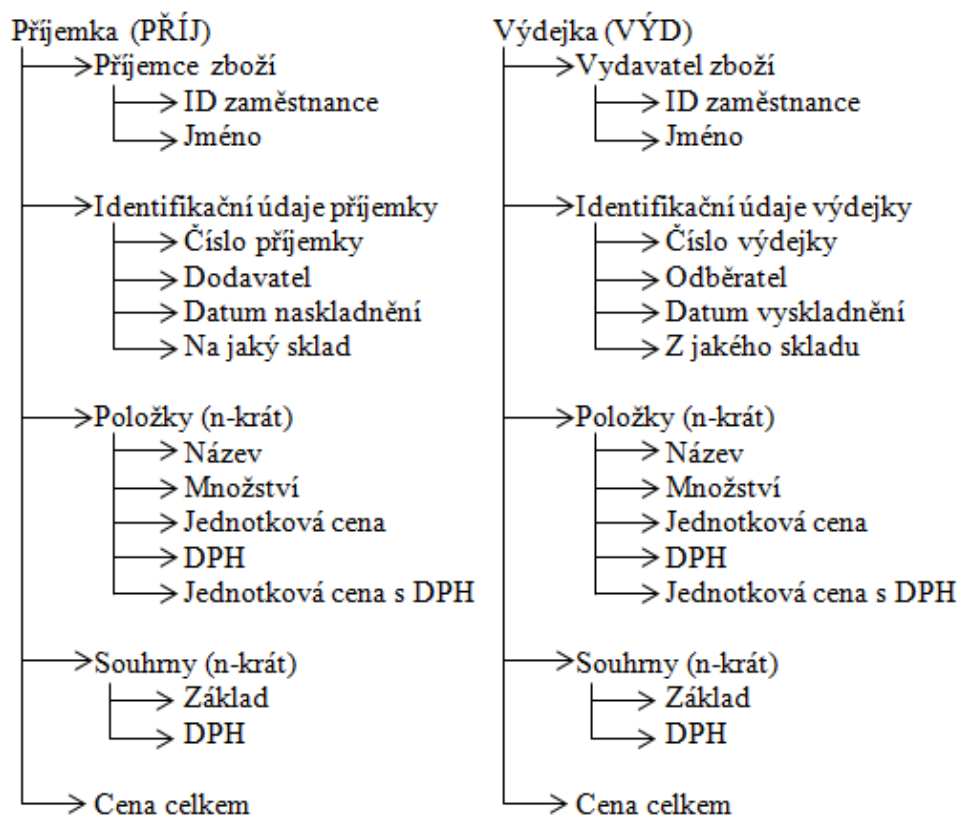 Příjemka (PŘÍJ)
Příjemce zboží
ID zaměstnance
Jméno
Identifikační údaje příjemky
Číslo příjemky
Dodavatel
Datum naskladnění
Na jaký sklad
Položky (n-krát)
Název
Množství
Jednotková cena
DPH
Jednotková cena s DPH
Souhrny (n-krát)
Základ
DPH
Cena celkem
Výdejka (VÝD)
Vydavatel zboží
ID zaměstnance
Jméno
Identifikační údaje výdejky
Číslo výdejky
Odběratel
Datum vyskladnění
Z jakého skladu
Položky (n-krát)
Název
Množství
Jednotková cena
DPH
Jednotková cena s DPH
Souhrny (n-krát)
Základ
DPH
Cena celkem